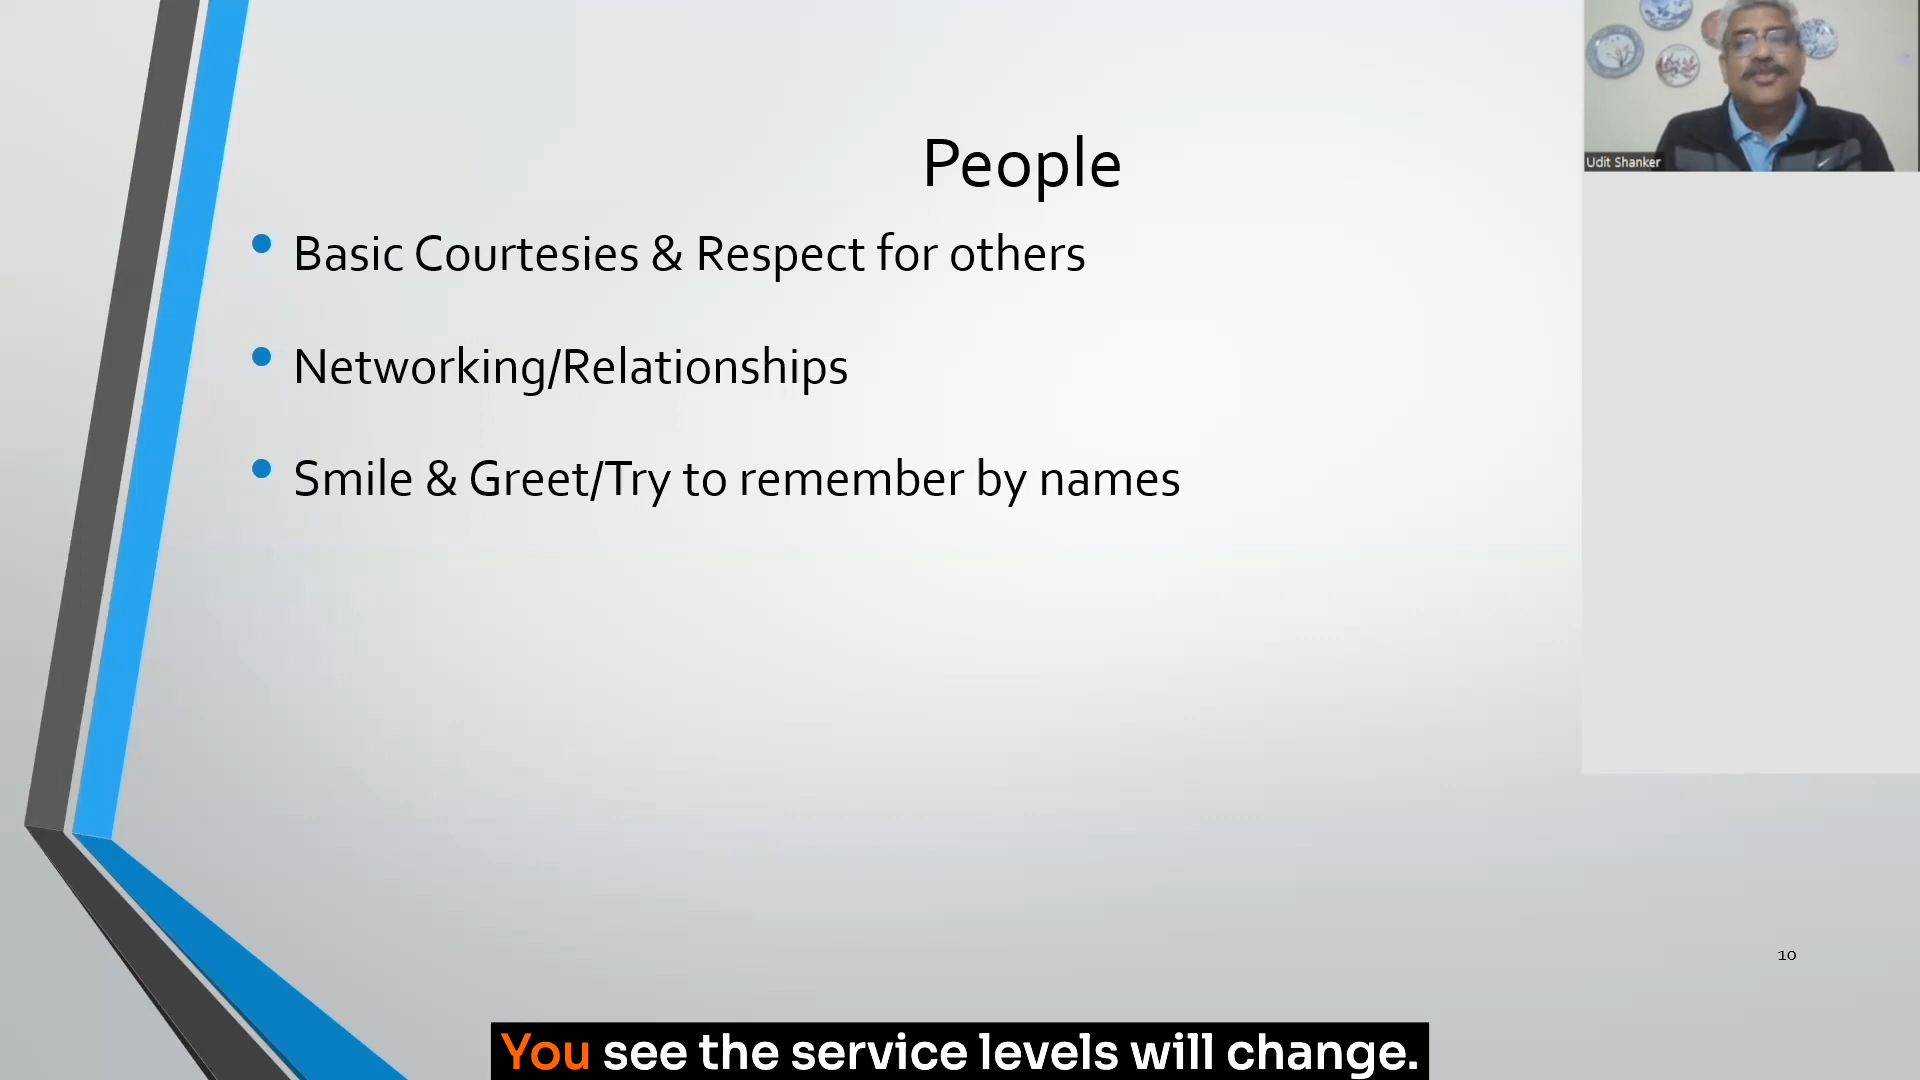 Udit Shanker
People
• Basic Courtesies & Respect for others
• Networking/Relationships
• Smile & Greet/Try to remember by names
10
You see the service levels will change.